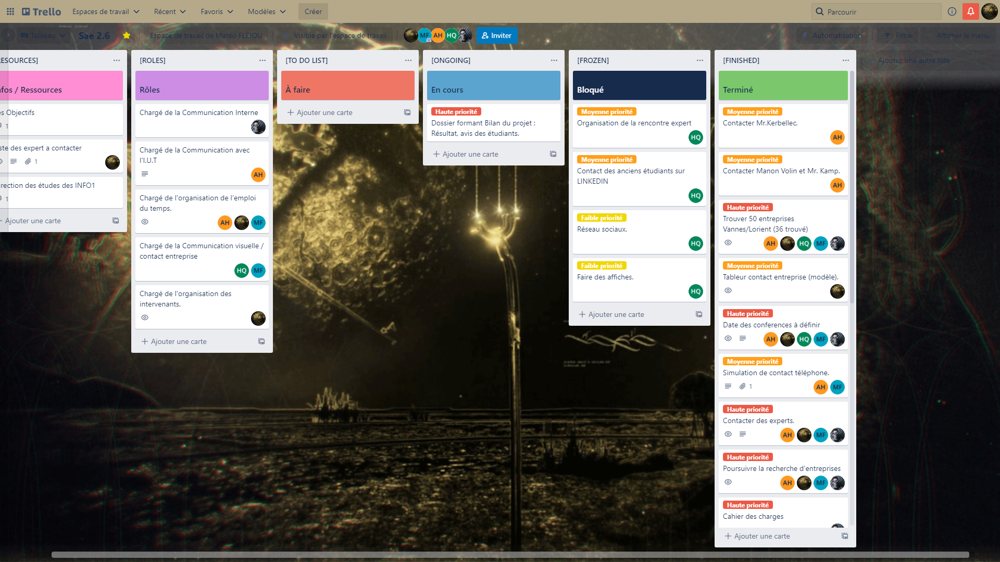 Trello
Espaces de travail
Récent
Favoris
Modèles
Créer
Parcourir
Tableau
Sae 2.6
Espace de travail de Matéo FLEJOU
Visible par l'espace de travail
MF
AH
HQ
Inviter
Automatisation
Filtre
Afficher le menu
ESOURCES]
nfos / Ressources
es Objectifs
1
ste des expert a contacter
1
irection des études des INFO1
1
Ajouter une carte
[ROLES]
Rôles
Chargé de la Communication Interne
Chargé de la Communication avec
l'I.U.T
AH
Chargé de l'organisation de l'emploi
du temps.
AH
MF
Chargé de la Communication visuelle /
contact entreprise
HQ
MF
Chargé de l'organisation des
intervenants.
Ajouter une carte
[TO DO LIST]
À faire
Ajouter une carte
[ONGOING]
En cours
Haute priorité
Dossier formant Bilan du projet :
Résultat, avis des étudiants.
Ajouter une carte
[FROZEN]
Bloqué
Moyenne priorité
Organisation de la rencontre expert
HQ
Moyenne priorité
Contact des anciens étudiants sur
LINKEDIN
HQ
Faible priorité
Réseau sociaux.
HQ
Faible priorité
Faire des affiches.
HQ
Ajouter une carte
[FINISHED]
Terminé
Moyenne priorité
Contacter Mr.Kerbellec.
AH
Moyenne priorité
Contacter Manon Volin et Mr. Kamp.
AH
Haute priorité
Trouver 50 entreprises
Vannes/Lorient (36 trouvé)
AH
HQ
MF
Moyenne priorité
Tableur contact entreprise (modèle).
Haute priorité
Date des conferences à définir
AH
HQ
MF
Moyenne priorité
Simulation de contact téléphone.
1
AH
MF
Haute priorité
Contacter des experts.
AH
MF
Haute priorité
Poursuivre la recherche d'entreprises
AH
MF
Haute priorité
Cahier des charges
Ajouter une carte
Ajoutez une autre liste